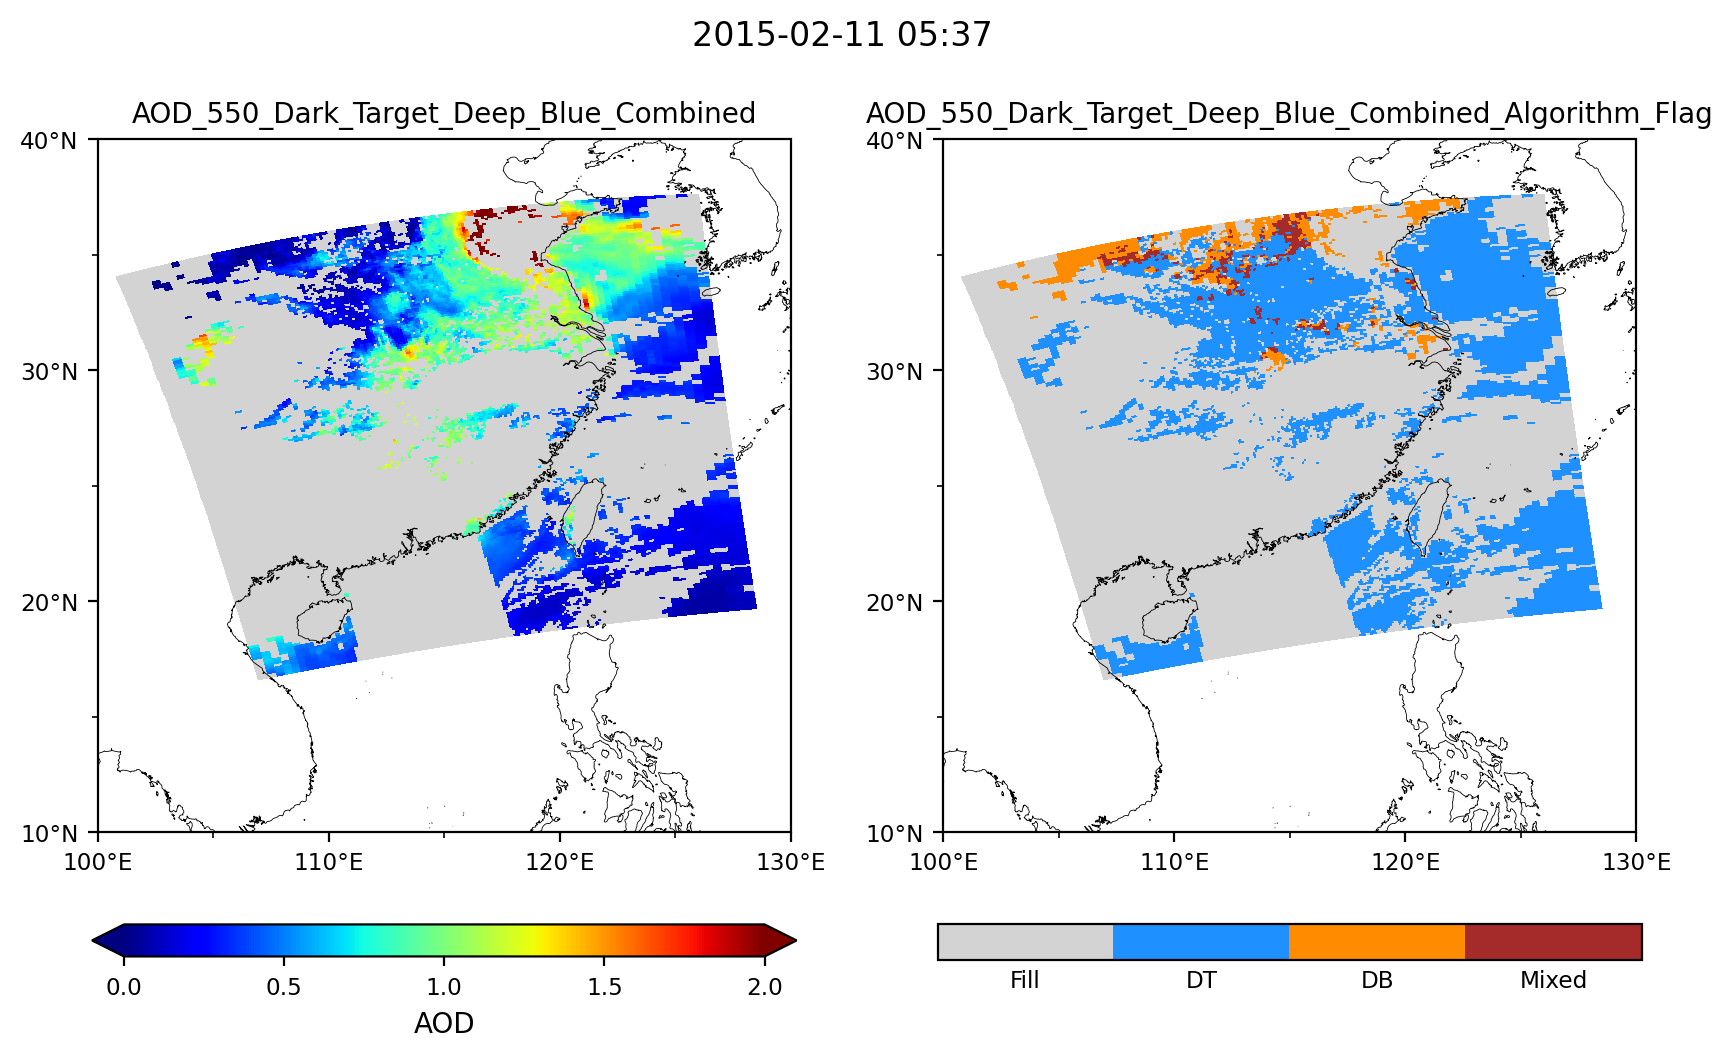 2015-02-11 05:37
AOD_550_Dark_Target_Deep_Blue_Combined
AOD_550_Dark_Target_Deep_Blue_Combined_Algorithm_Flag
40°N
30°N
20°N
10°N
100°E 110°E 120°E 130°E
40°N
30°N
20°N
10°N
100°E 110°E 120°E 130°E
0.0 0.5 1.0 1.5 2.0
AOD
Fill DT DB Mixed